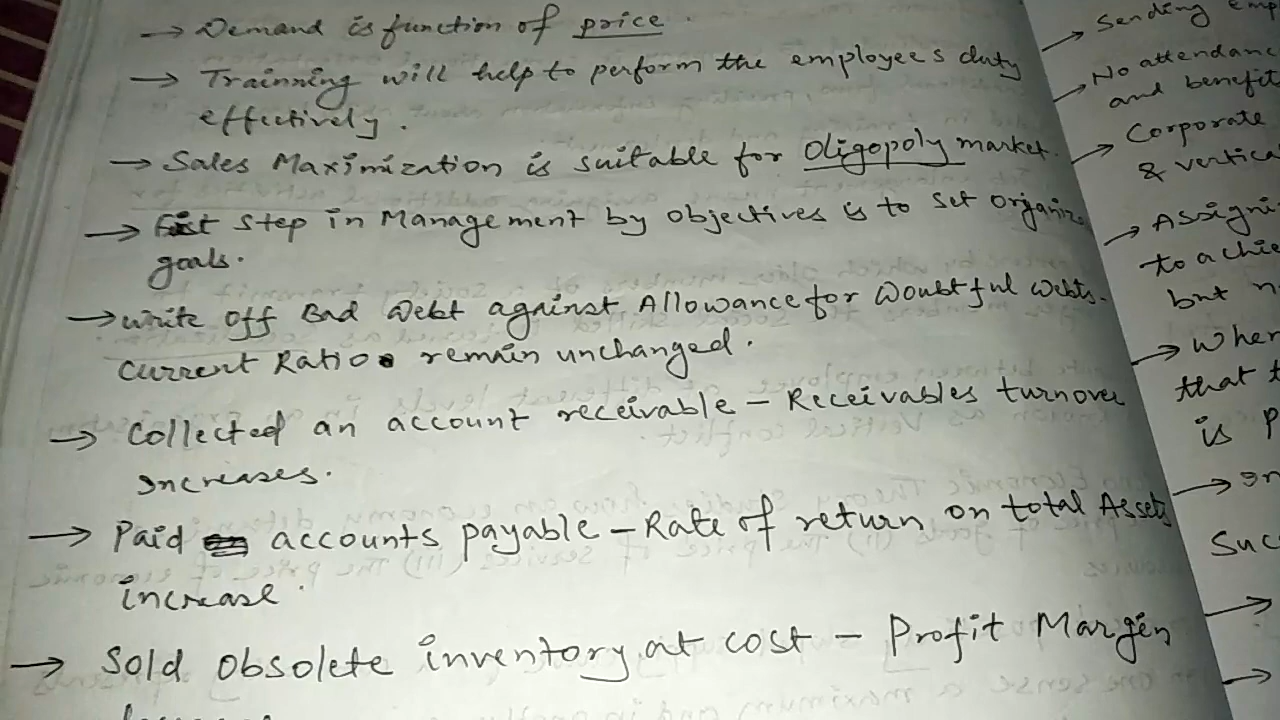 → Demand is function of price.
→ Trainning will help to perform the employees duty
effectively.
→ Sales Maximization is suitable for Oligopoly market.
→ First step in Management by objectives is to set
goals.
→ Write off Bad Debt against Allowance for Doubtful Debts.
Current Ratio remain unchanged.
→ Collected an account receivable - Receivables turnover
increases.
→ Paid accounts payable - Rate of return on total Assets
increase.
→ Sold obsolete inventory at cost - Profit Margin
→ Sending
→ No attendanc
and benefit
→ Corporate
& vertica
→ Assigni
to achie
but n
→ Wher
that t
is P
→ In
Suc
→
→